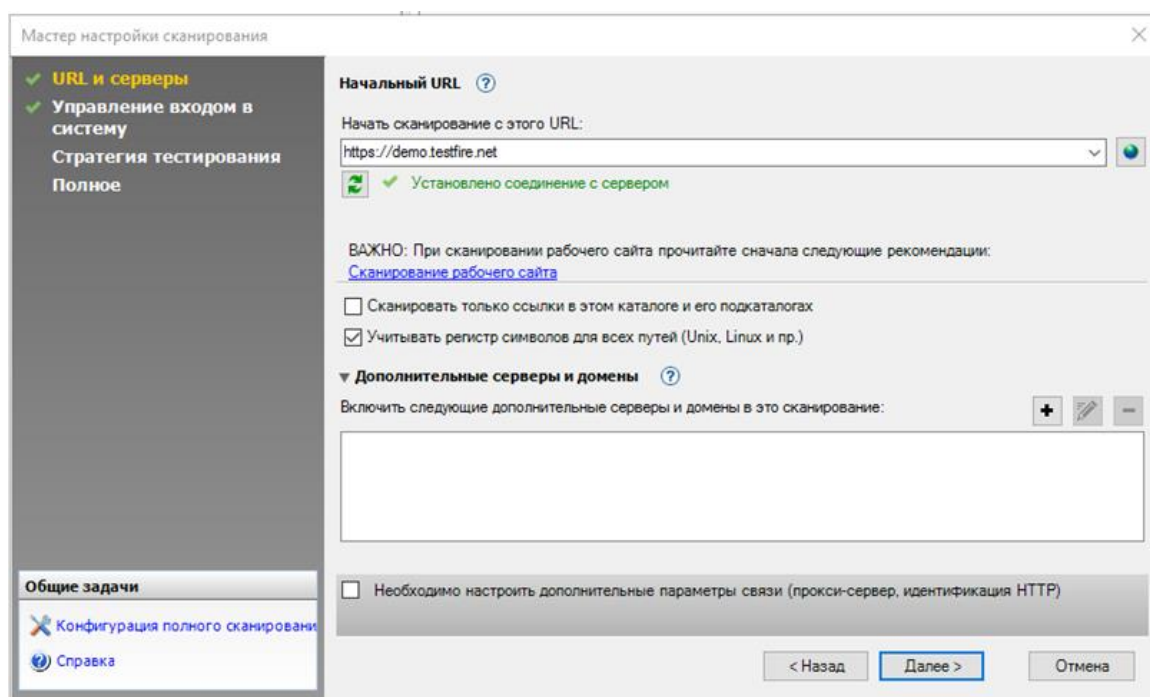 Мастер настройки сканирования
URL и серверы
Управление входом в
систему
Стратегия тестирования
Полное
Общие задачи
Конфигурация полного сканировани
Справка
Начальный URL
Начать сканирование с этого URL:
https://demo.testfire.net
Установлено соединение с сервером
ВАЖНО: При сканировании рабочего сайта прочитайте сначала следующие рекомендации:
Сканирование рабочего сайта
Сканировать только ссылки в этом каталоге и его подкаталогах
Учитывать регистр символов для всех путей (Unix, Linux и пр.)
Дополнительные серверы и домены
Включить следующие дополнительные серверы и домены в это сканирование:
Необходимо настроить дополнительные параметры связи (прокси-сервер, идентификация HTTP)
< Назад
Далее >
Отмена